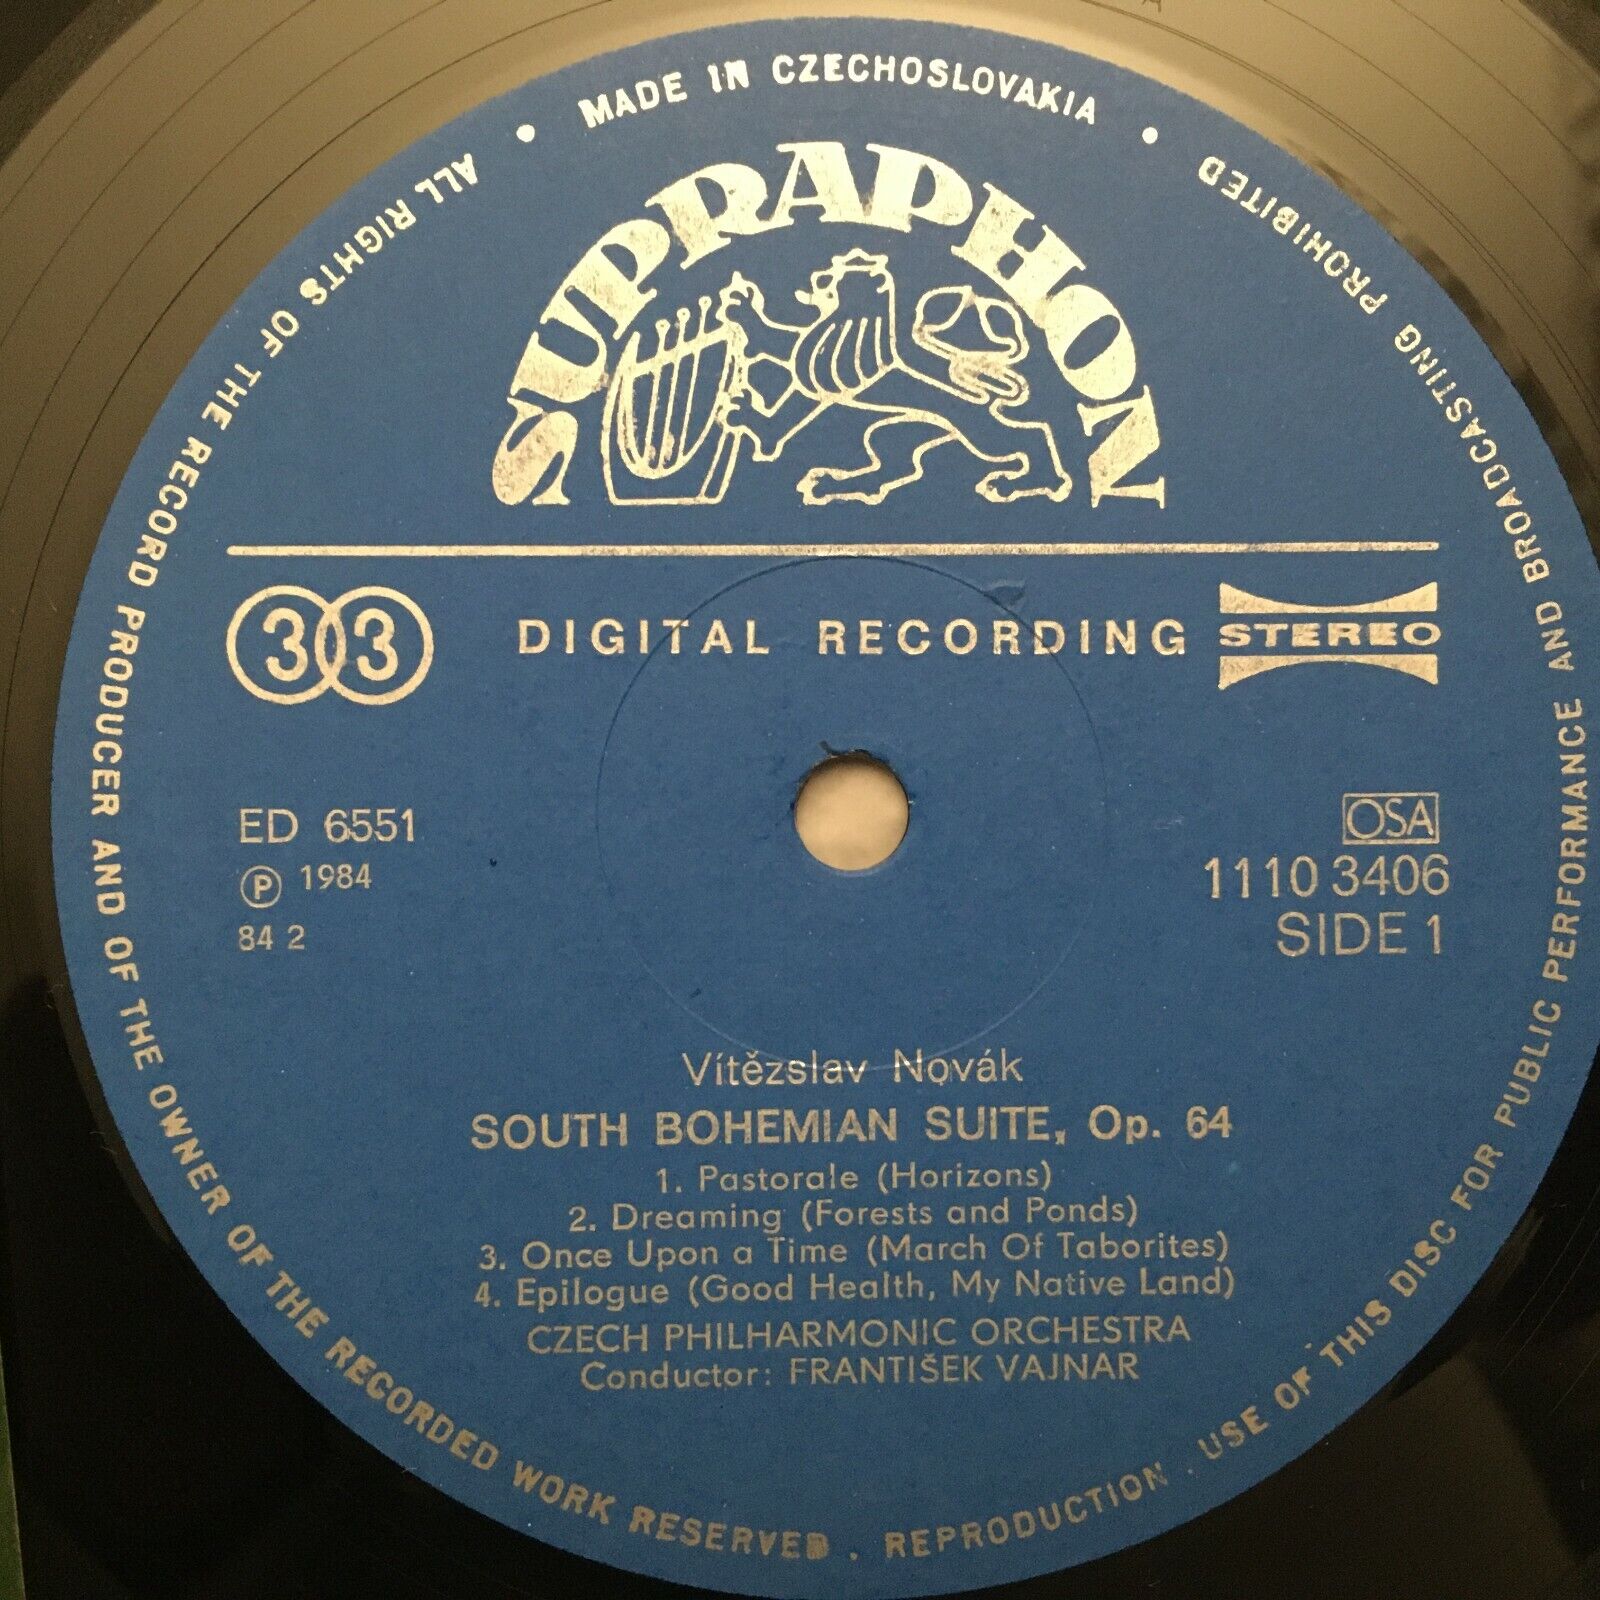 MADE IN CZECHOSLOVAKIA
SUPRAPHON
33
DIGITAL RECORDING
STEREO
ED 6551
Ⓟ 1984
84 2
OSA
1110 3406
SIDE 1
Vítězslav Novák
SOUTH BOHEMIAN SUITE, Op. 64
1. Pastorale (Horizons)
2. Dreaming (Forests and Ponds)
3. Once Upon a Time (March Of Taborites)
4. Epilogue (Good Health, My Native Land)
CZECH PHILHARMONIC ORCHESTRA
Conductor: FRANTIŠEK VAJNAR
ALL RIGHTS OF THE RECORD PRODUCER AND OF THE OWNER OF THE RECORDED WORK RESERVED . REPRODUCTION . USE OF THIS DISC FOR PUBLIC PERFORMANCE AND BROADCASTING PROHIBITED